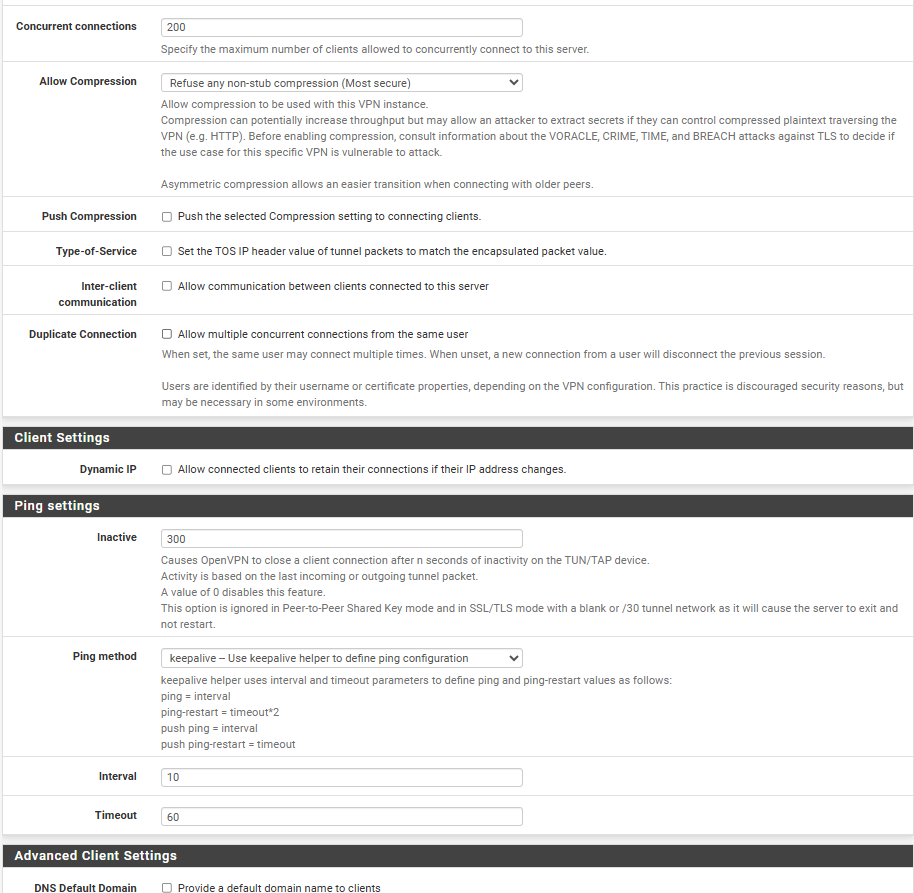 Concurrent connections
200
Specify the maximum number of clients allowed to concurrently connect to this server.
Allow Compression
Refuse any non-stub compression (Most secure)
Allow compression to be used with this VPN instance.
Compression can potentially increase throughput but may allow an attacker to extract secrets if they can control compressed plaintext traversing the
VPN (e.g. HTTP). Before enabling compression, consult information about the VORACLE, CRIME, TIME, and BREACH attacks against TLS to decide if
the use case for this specific VPN is vulnerable to attack.
Asymmetric compression allows an easier transition when connecting with older peers.
Push Compression
Push the selected Compression setting to connecting clients.
Type-of-Service
Set the TOS IP header value of tunnel packets to match the encapsulated packet value.
Inter-client
communication
Allow communication between clients connected to this server
Duplicate Connection
Allow multiple concurrent connections from the same user
When set, the same user may connect multiple times. When unset, a new connection from a user will disconnect the previous session.
Users are identified by their username or certificate properties, depending on the VPN configuration. This practice is discouraged security reasons, but
may be necessary in some environments.
Client Settings
Dynamic IP
Allow connected clients to retain their connections if their IP address changes.
Ping settings
Inactive
300
Causes OpenVPN to close a client connection after n seconds of inactivity on the TUN/TAP device.
Activity is based on the last incoming or outgoing tunnel packet.
A value of 0 disables this feature.
This option is ignored in Peer-to-Peer Shared Key mode and in SSL/TLS mode with a blank or /30 tunnel network as it will cause the server to exit and
not restart.
Ping method
keepalive -- Use keepalive helper to define ping configuration
keepalive helper uses interval and timeout parameters to define ping and ping-restart values as follows:
ping = interval
ping-restart = timeout*2
push ping = interval
push ping-restart = timeout
Interval
10
Timeout
60
Advanced Client Settings
DNS Default Domain
Provide a default domain name to clients